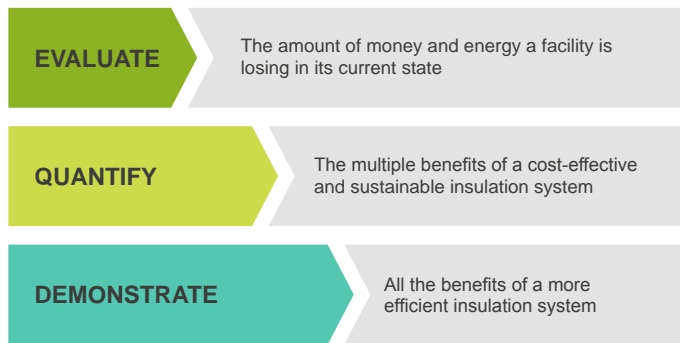 EVALUATE
The amount of money and energy a facility is
losing in its current state
QUANTIFY
The multiple benefits of a cost-effective
and sustainable insulation system
DEMONSTRATE
All the benefits of a more
efficient insulation system